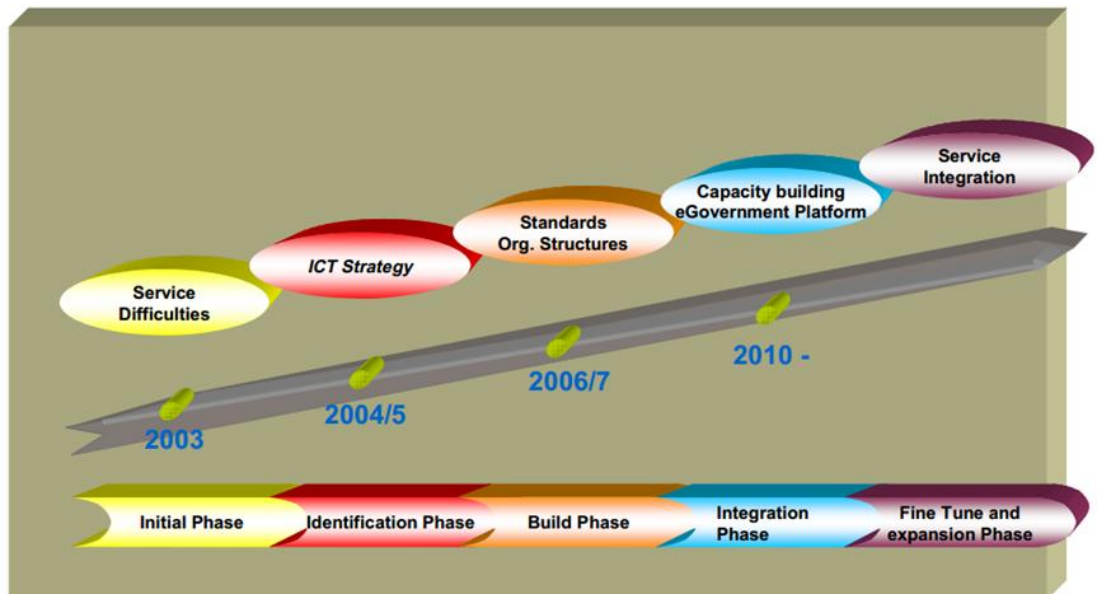 Service
Integration
Capacity building
eGovernment Platform
Standards
Org. Structures
ICT Strategy
Service
Difficulties
2003
2004/5
2006/7
2010 -
Initial Phase
Identification Phase
Build Phase
Integration
Phase
Fine Tune and
expansion Phase